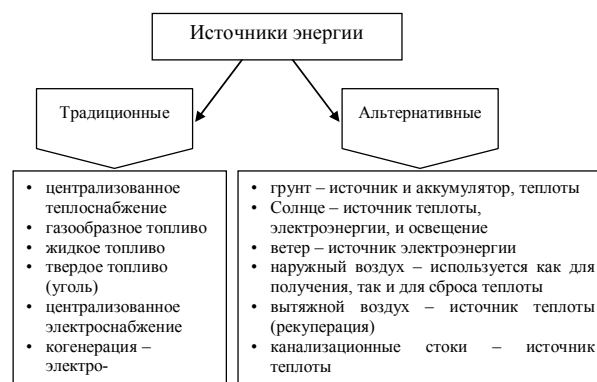 Источники энергии
Традиционные
Альтернативные
• централизованное
теплоснабжение
• газообразное топливо
• жидкое топливо
• твердое топливо
(уголь)
• централизованное
электроснабжение
• когенерация –
электро-
• грунт – источник и аккумулятор, теплоты
• Солнце – источник теплоты,
электроэнергии, и освещение
• ветер – источник электроэнергии
• наружный воздух – используется как для
получения, так и для сброса теплоты
• вытяжной воздух – источник теплоты
(рекуперация)
• канализационные стоки – источник
теплоты